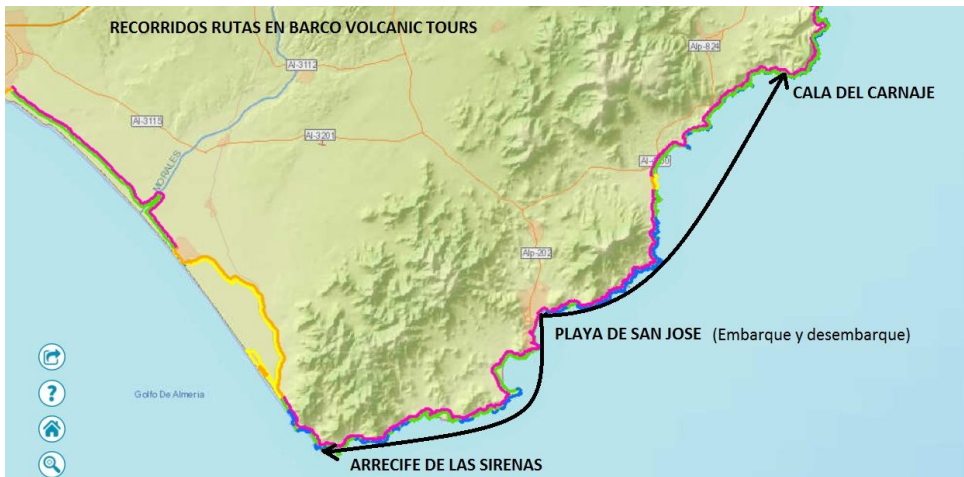 RECORRIDOS RUTAS EN BARCO VOLCANIC TOURS
Alp-824
Al-3112
CALA DEL CARNAJE
Al-3115
Al-3201
MORALES
Alp-202
PLAYA DE SAN JOSE (Embarque y desembarque)
?
Golfo De Almeria
ARRECIFE DE LAS SIRENAS